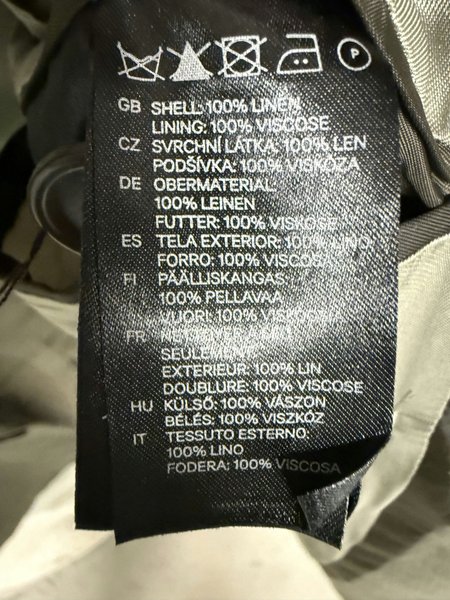 P
GB SHELL: 100% LINEN
LINING: 100% VISCOSE
CZ SVRCHNÍ LÁTKA: 100% LEN
PODŠÍVKA: 100% VISKÓZA
DE OBERMATERIAL:
100% LEINEN
FUTTER: 100% VISKOSE
ES TELA EXTERIOR: 100% LINO
FORRO: 100% VISCOSA
FI PÄÄLLISKANGAS:
100% PELLAVAA
VUORI: 100%
FR
SEULEMENT
EXTERIEUR: 100% LIN
DOUBLURE: 100% VISCOSE
HU KÜLSŐ: 100% VÁSZON
BÉLÉS: 100% VISZKÓZ
IT TESSUTO ESTERNO:
100% LINO
FODERA: 100% VISCOSA